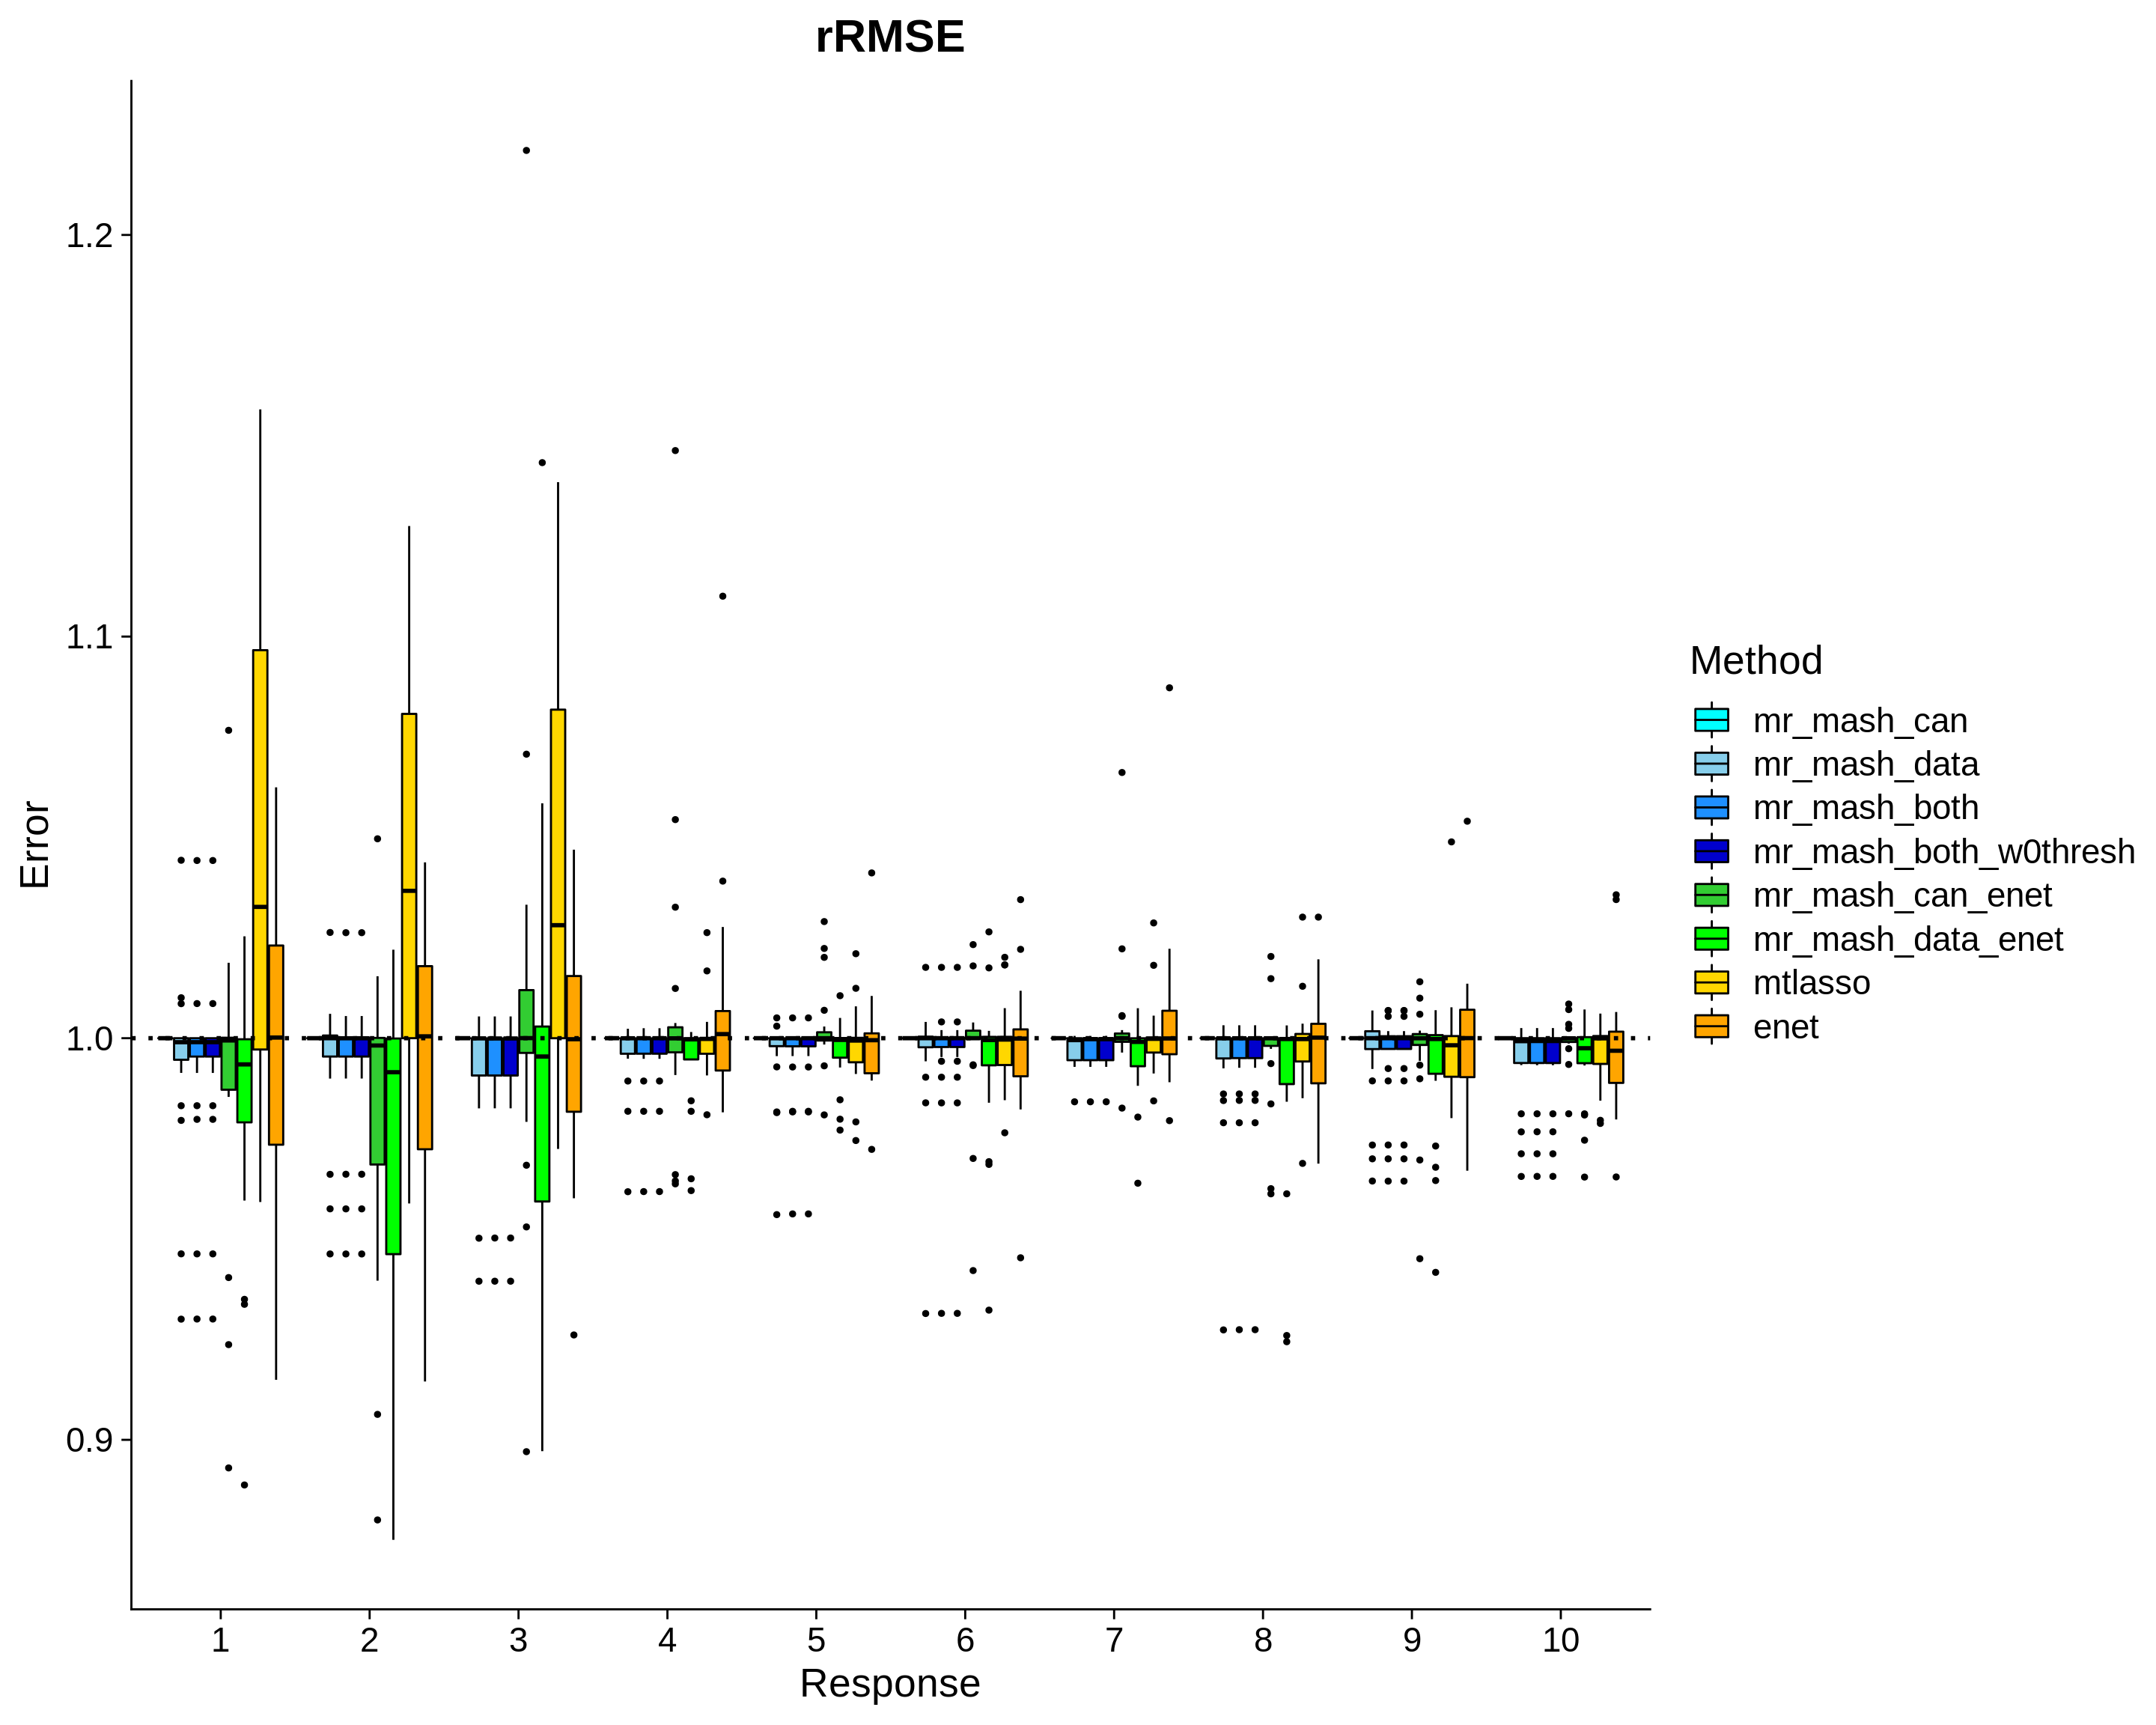 rRMSE
1.2
1.1
1.0
0.9
Error
1 2 3 4 5 6 7 8 9 10
Response
Method
mr_mash_can
mr_mash_data
mr_mash_both
mr_mash_both_w0thresh
mr_mash_can_enet
mr_mash_data_enet
mtlasso
enet